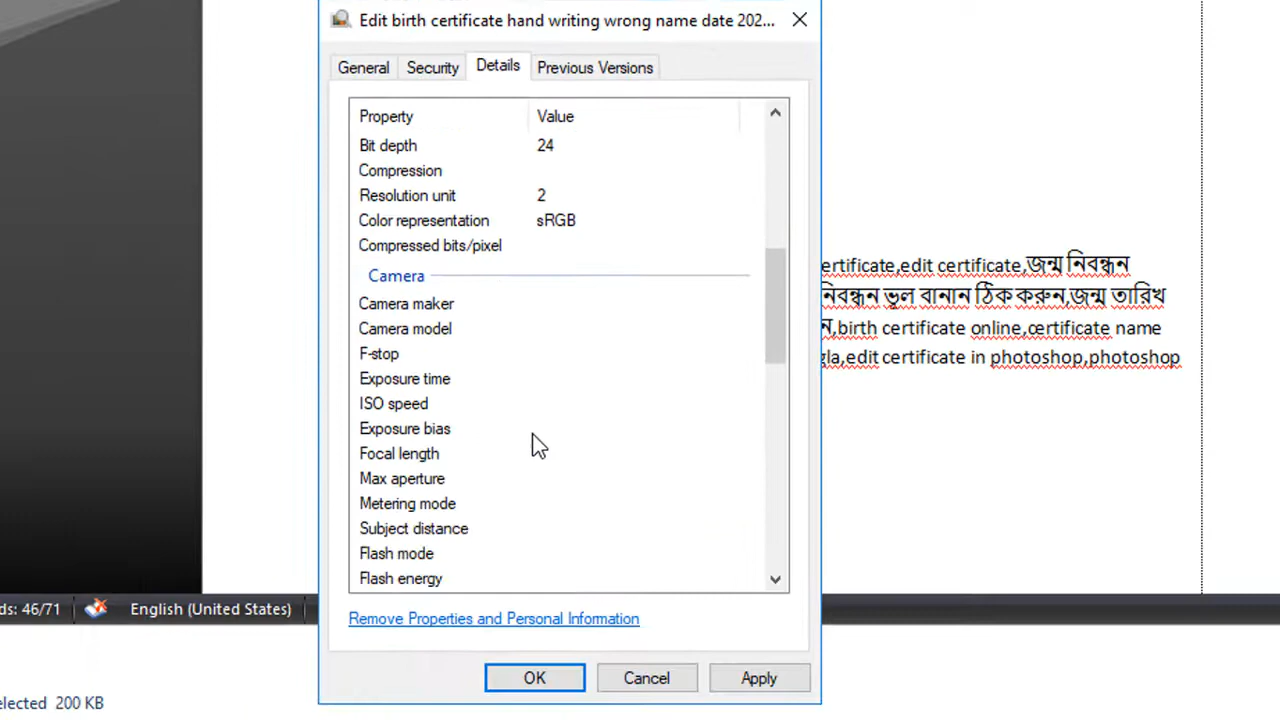 Edit birth certificate hand writing wrong name date 202...
General Security Details Previous Versions
Property Value
Bit depth 24
Compression
Resolution unit 2
Color representation sRGB
Compressed bits/pixel
Camera
Camera maker
Camera model
F-stop
Exposure time
ISO speed
Exposure bias
Focal length
Max aperture
Metering mode
Subject distance
Flash mode
Flash energy
Remove Properties and Personal Information
OK Cancel Apply
ertificate,edit certificate,জন্ম নিবন্ধন
নিবন্ধন ভুল বানান ঠিক করুন,জন্ম তারিখ
ন,birth certificate online,certificate name
gla,edit certificate in photoshop,photoshop
ds: 46/71 English (United States)
elected 200 KB